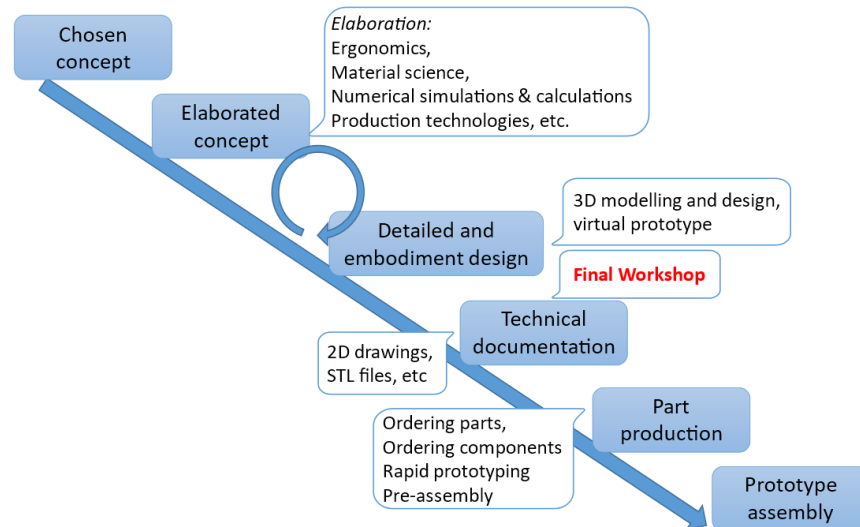 Chosen
concept
Elaboration:
Ergonomics,
Material science,
Numerical simulations & calculations
Production technologies, etc.
Elaborated
concept
3D modelling and design,
virtual prototype
Detailed and
embodiment design
Final Workshop
Technical
documentation
2D drawings,
STL files, etc
Ordering parts,
Ordering components
Rapid prototyping
Pre-assembly
Part
production
Prototype
assembly